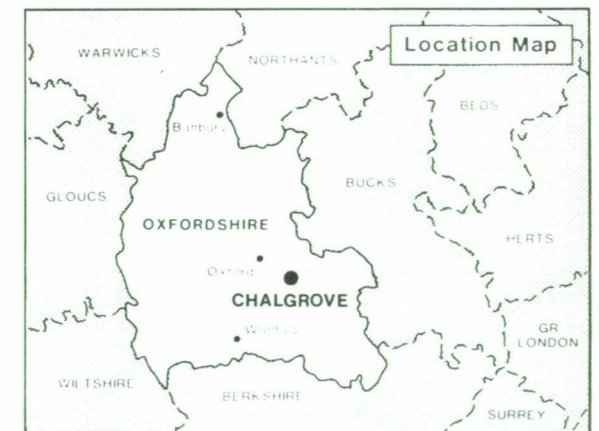 Location Map
WARWICKS
NORTHANTS
BEDS
Banbury
BUCKS
GLOUCS
OXFORDSHIRE
HERTS
Oxford
CHALGROVE
GR
LONDON
WILTSHIRE
BERKSHIRE
SURREY